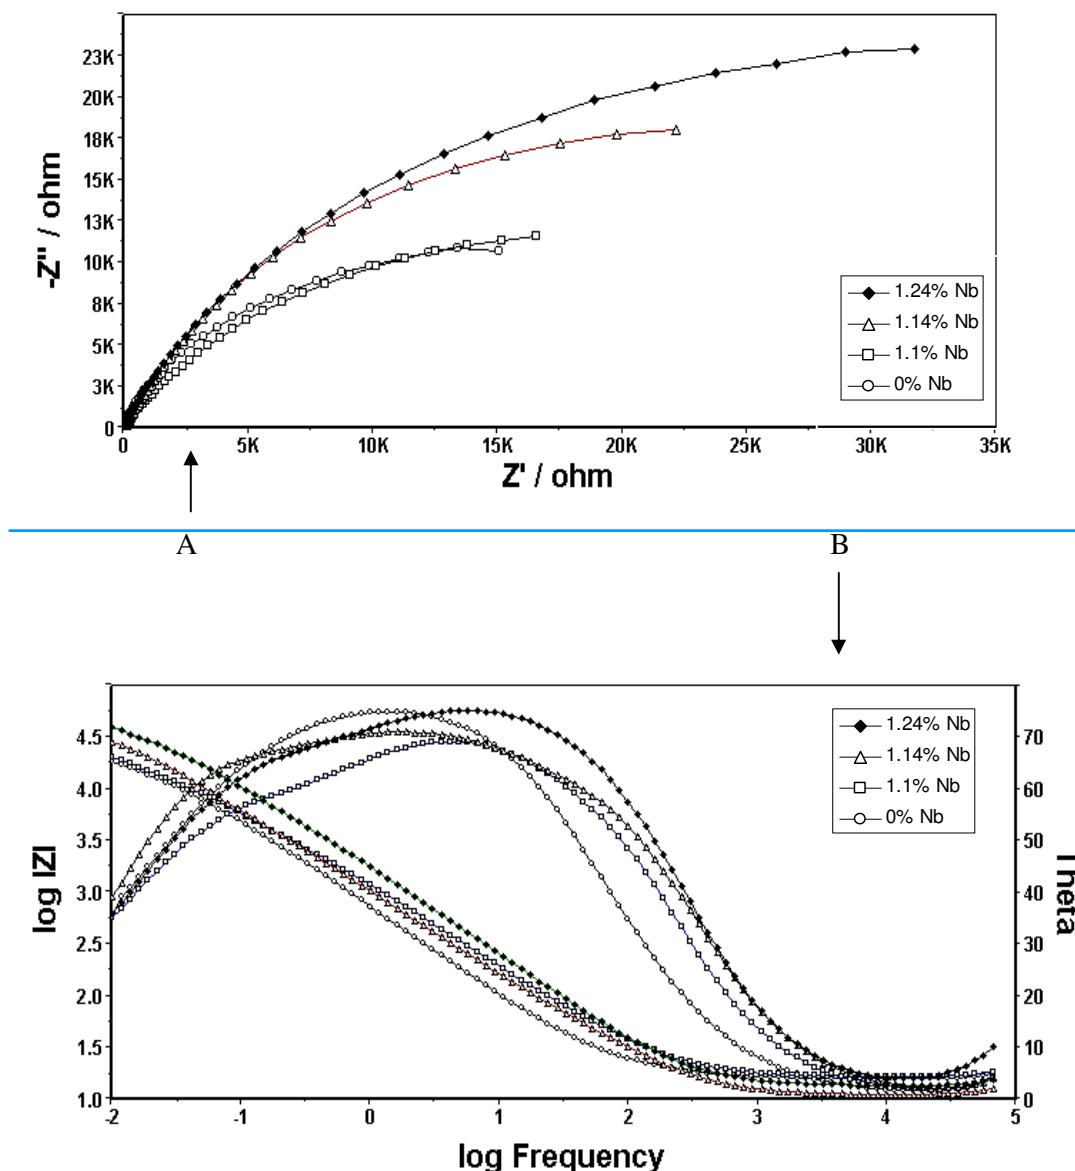 23K
20K
18K
15K
13K
10K
8K
5K
3K
0
-Z" / ohm
1.24% Nb
1.14% Nb
1.1% Nb
0% Nb
0 5K 10K 15K 20K 25K 30K 35K
Z' / ohm
A B
4.5
4.0
3.5
3.0
2.5
2.0
1.5
1.0
log IZI
1.24% Nb
1.14% Nb
1.1% Nb
0% Nb
80
70
60
50
40
30
20
10
0
Theta
-2 -1 0 1 2 3 4 5
log Frequency